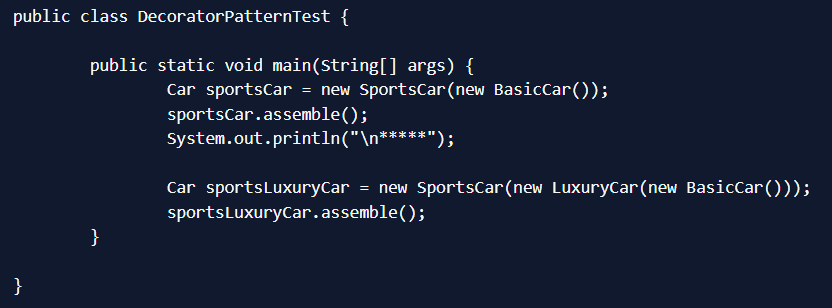 public class DecoratorPatternTest {
public static void main(String[] args) {
Car sportsCar = new SportsCar(new BasicCar());
sportsCar.assemble();
System.out.println("\n*****");
Car sportsLuxuryCar = new SportsCar(new LuxuryCar(new BasicCar()));
sportsLuxuryCar.assemble();
}
}